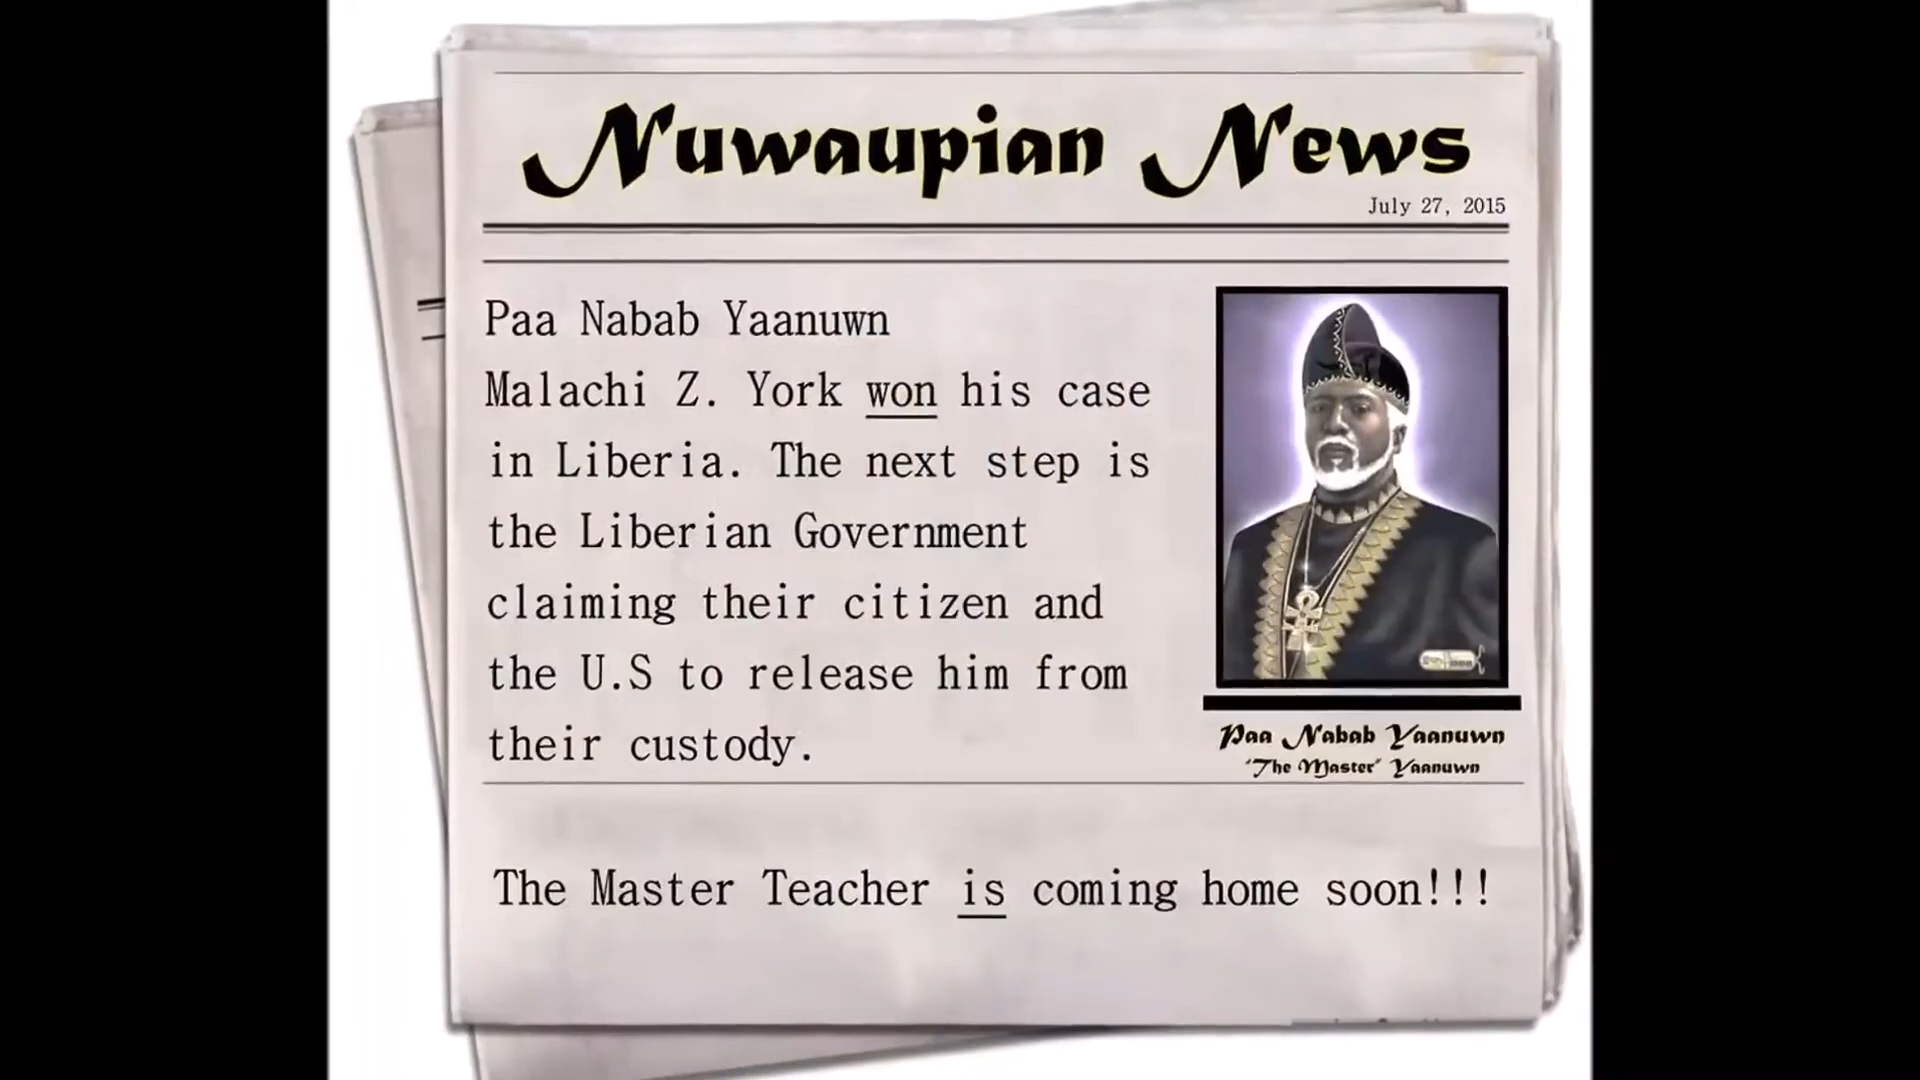 Nuwaupian News
July 27, 2015
Paa Nabab Yaanuwn
Malachi Z. York won his case
in Liberia. The next step is
the Liberian Government
claiming their citizen and
the U.S to release him from
their custody.
Paa Nabab Yaanuwn
"The Master" Yaanuwn
The Master Teacher is coming home soon!!!